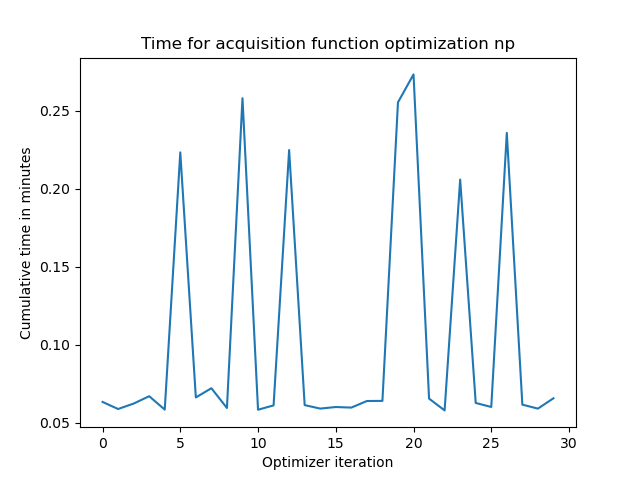 Time for acquisition function optimization np
Cumulative time in minutes
0.25
0.20
0.15
0.10
0.05
0 5 10 15 20 25 30
Optimizer iteration